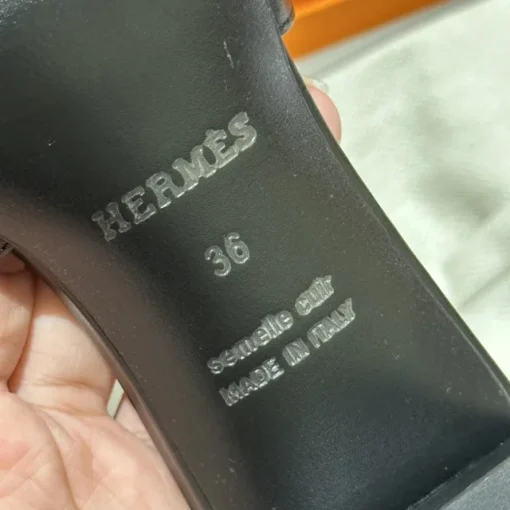 HERMÈS
36
semelle cuir
MADE IN ITALY